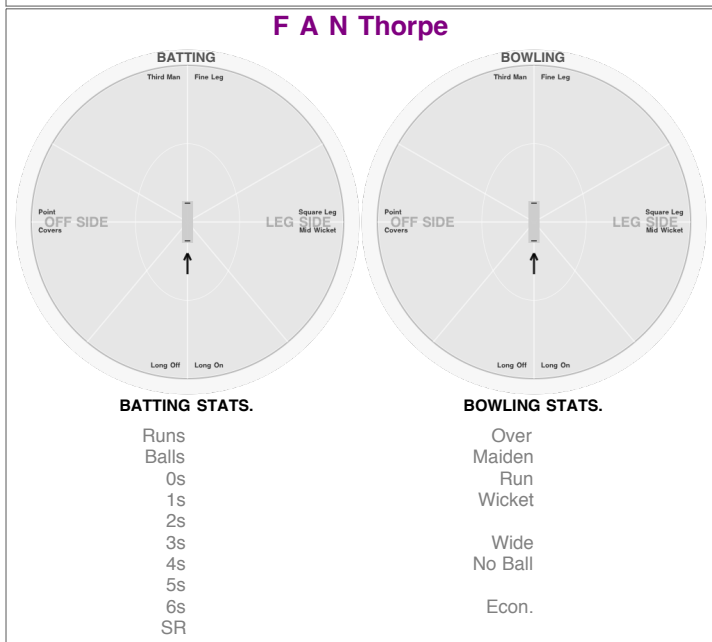 F A N Thorpe
BATTING
Third Man Fine Leg
Point
OFF SIDE
Covers
Square Leg
LEG SIDE
Mid Wicket
Long Off Long On
BOWLING
Third Man Fine Leg
Point
OFF SIDE
Covers
Square Leg
LEG SIDE
Mid Wicket
Long Off Long On
BATTING STATS.
Runs
Balls
0s
1s
2s
3s
4s
5s
6s
SR
BOWLING STATS.
Over
Maiden
Run
Wicket
Wide
No Ball
Econ.